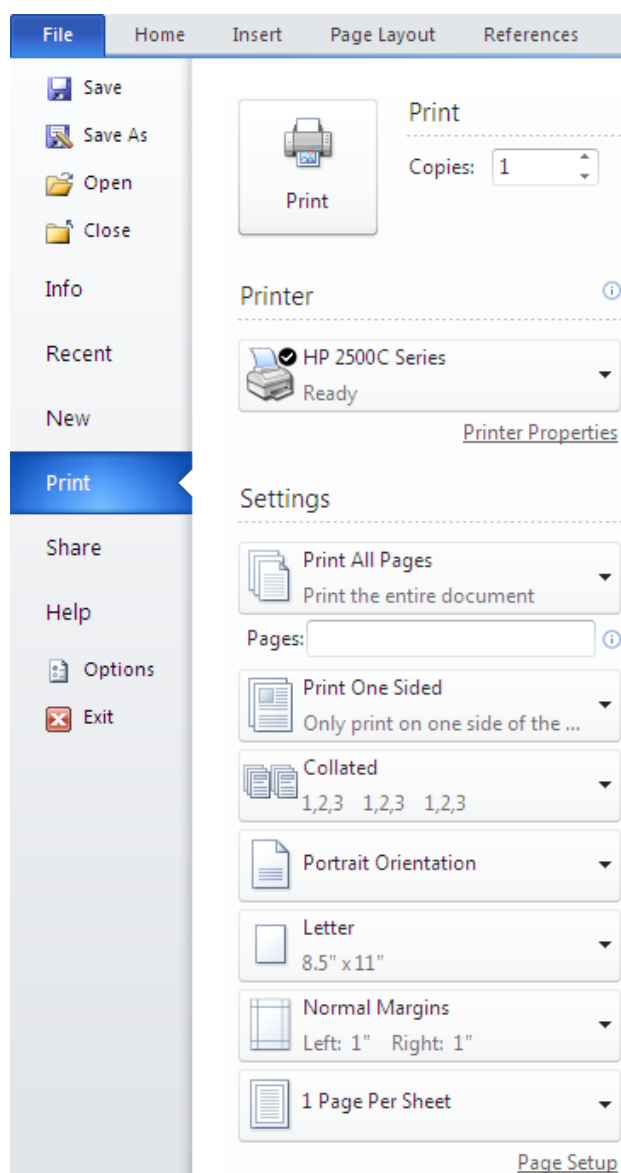 File Home Insert Page Layout References
Save
Save As
Open
Close
Info
Recent
New
Print
Share
Help
Options
Exit
Print
Print
Copies: 1
Printer
HP 2500C Series
Ready
Printer Properties
Settings
Print All Pages
Print the entire document
Pages:
Print One Sided
Only print on one side of the ...
Collated
1,2,3 1,2,3 1,2,3
Portrait Orientation
Letter
8.5" x 11"
Normal Margins
Left: 1" Right: 1"
1 Page Per Sheet
Page Setup